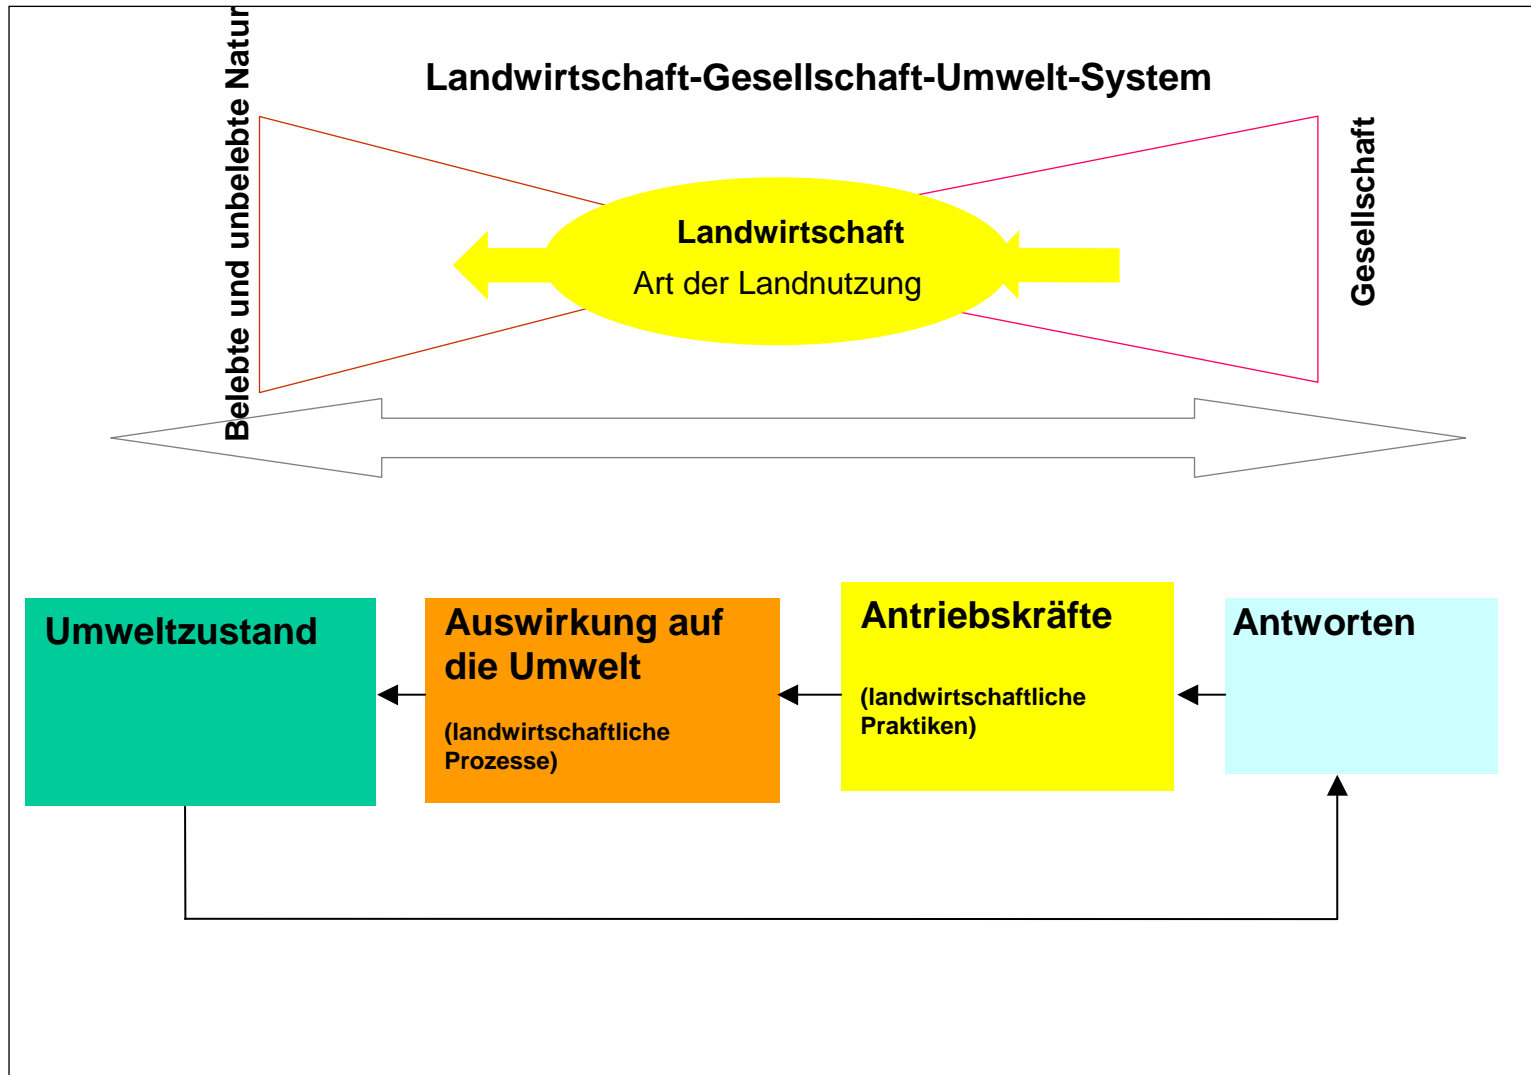 Landwirtschaft-Gesellschaft-Umwelt-System
Belebte und unbelebte Natur
Landwirtschaft
Art der Landnutzung
Gesellschaft
Umweltzustand
Auswirkung auf
die Umwelt
(landwirtschaftliche
Prozesse)
Antriebskräfte
(landwirtschaftliche
Praktiken)
Antworten